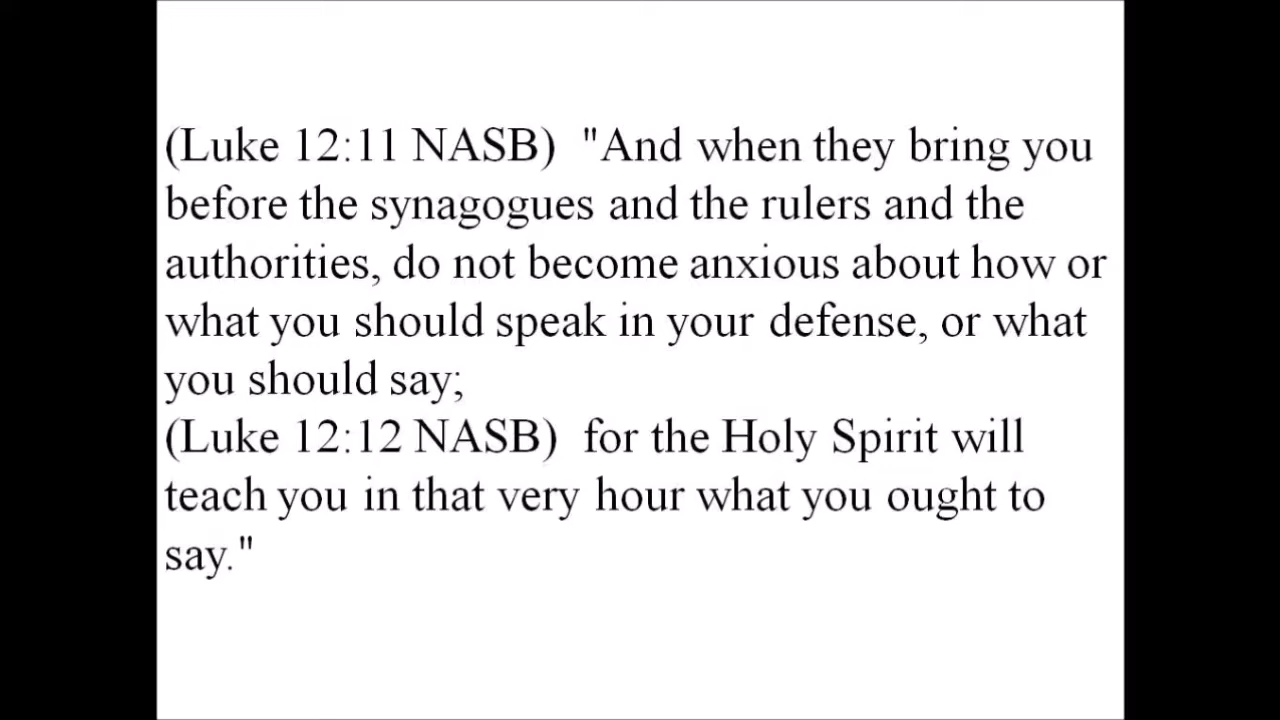 (Luke 12:11 NASB)  "And when they bring you
before the synagogues and the rulers and the
authorities, do not become anxious about how or
what you should speak in your defense, or what
you should say;
(Luke 12:12 NASB)  for the Holy Spirit will
teach you in that very hour what you ought to
say."